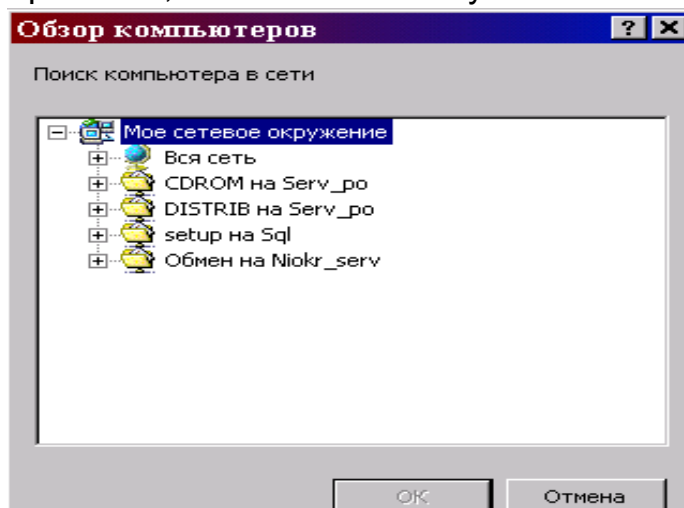 Обзор компьютеров
Поиск компьютера в сети
Мое сетевое окружение
Вся сеть
CDROM на Serv_po
DISTRIB на Serv_po
setup на Sql
Обмен на Niokr_serv
OK Отмена